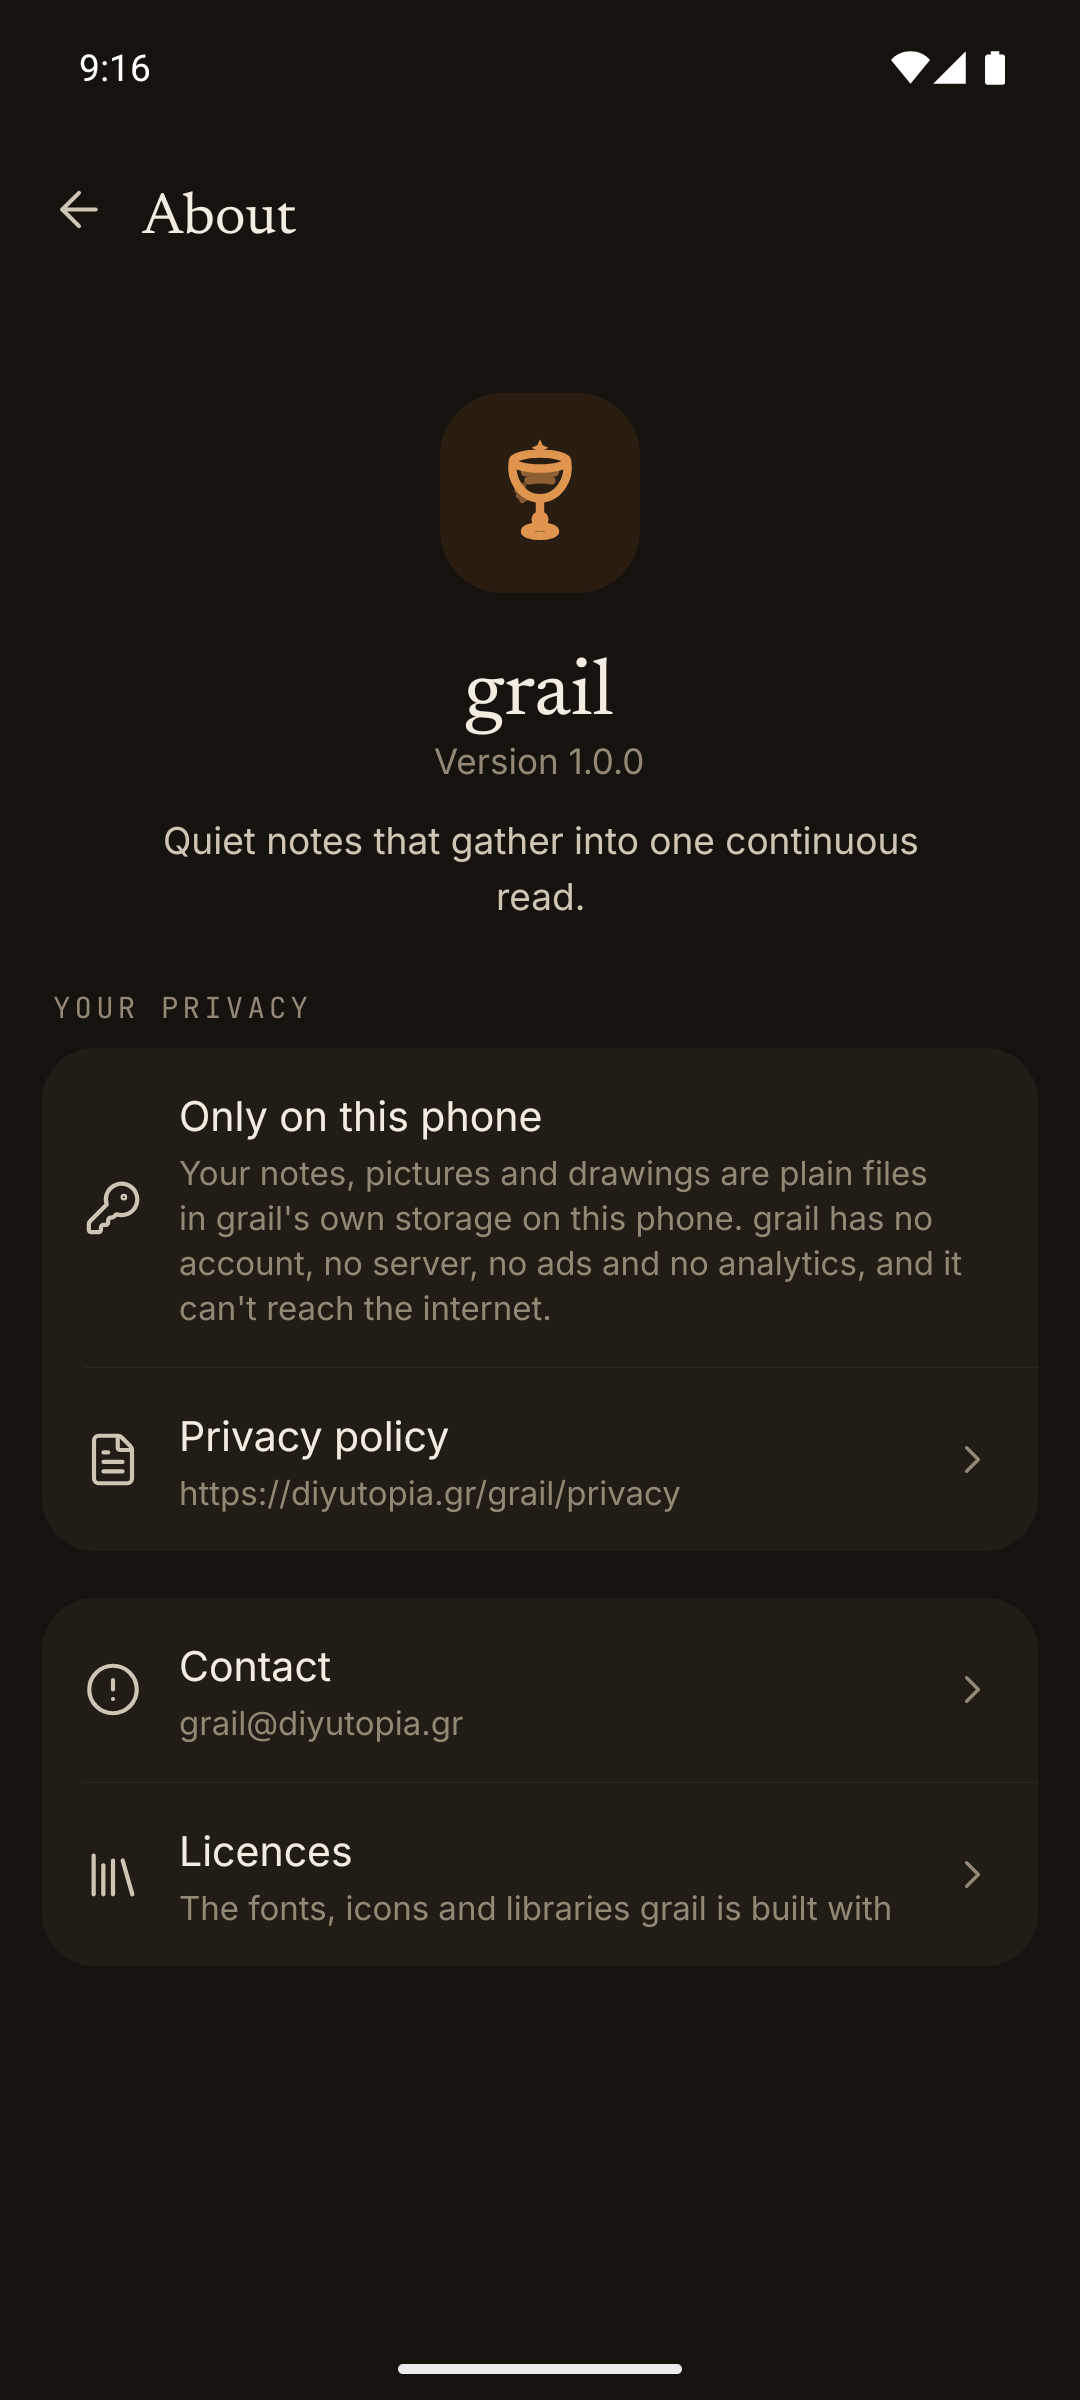 9:16
About
grail
Version 1.0.0
Quiet notes that gather into one continuous
read.
YOUR PRIVACY
Only on this phone
Your notes, pictures and drawings are plain files
in grail's own storage on this phone. grail has no
account, no server, no ads and no analytics, and it
can't reach the internet.
Privacy policy
https://diyutopia.gr/grail/privacy
Contact
grail@diyutopia.gr
Licences
The fonts, icons and libraries grail is built with